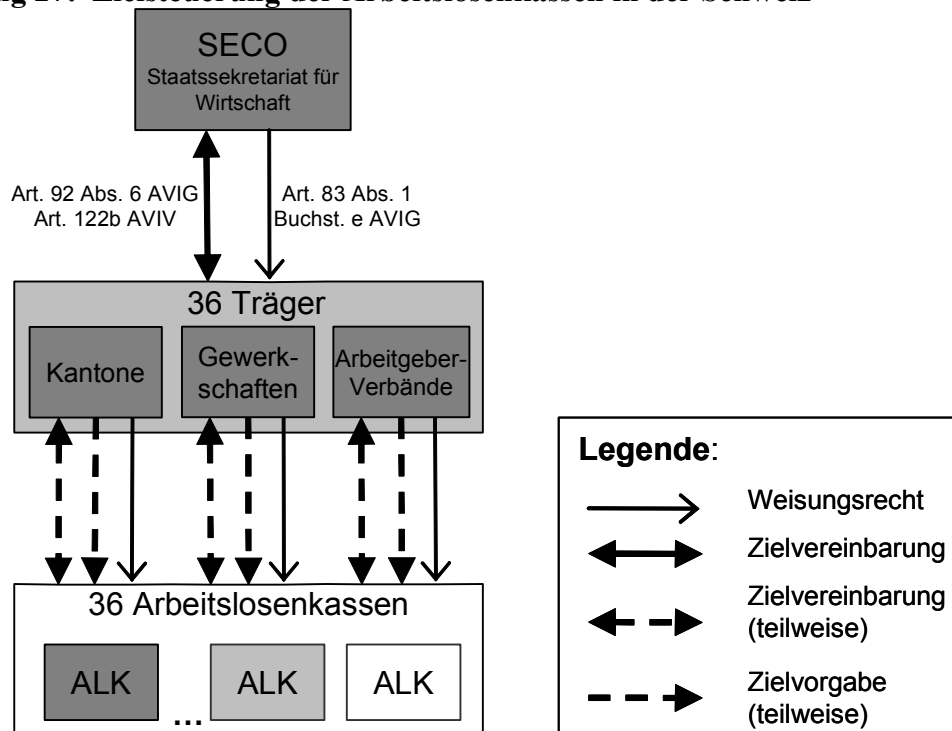 SECO
Staatssekretariat für
Wirtschaft
Art. 92 Abs. 6 AVIG
Art. 122b AVIV
Art. 83 Abs. 1
Buchst. e AVIG
36 Träger
Kantone
Gewerk-
schaften
Arbeitgeber-
Verbände
36 Arbeitslosenkassen
ALK
...
ALK
ALK
Legende:
Weisungsrecht
Zielvereinbarung
Zielvereinbarung
(teilweise)
Zielvorgabe
(teilweise)